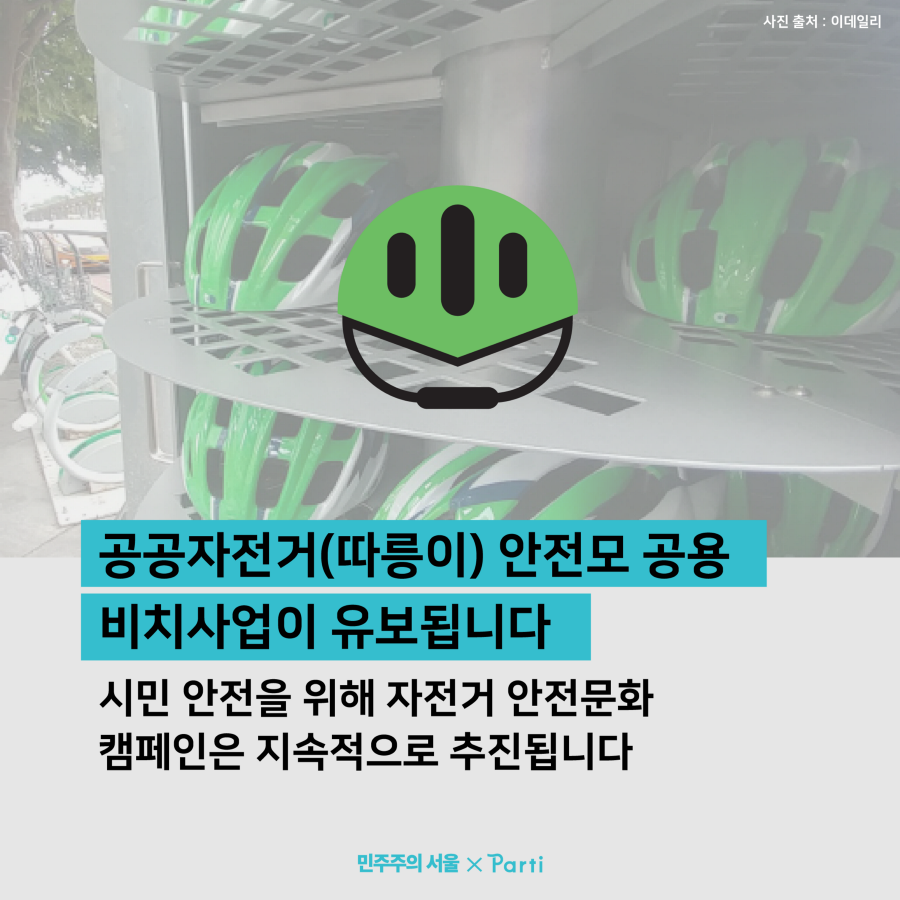 사진 출처 : 이데일리
공공자전거(따릉이) 안전모 공용
비치사업이 유보됩니다
시민 안전을 위해 자전거 안전문화
캠페인은 지속적으로 추진됩니다
민주주의 서울 × Parti